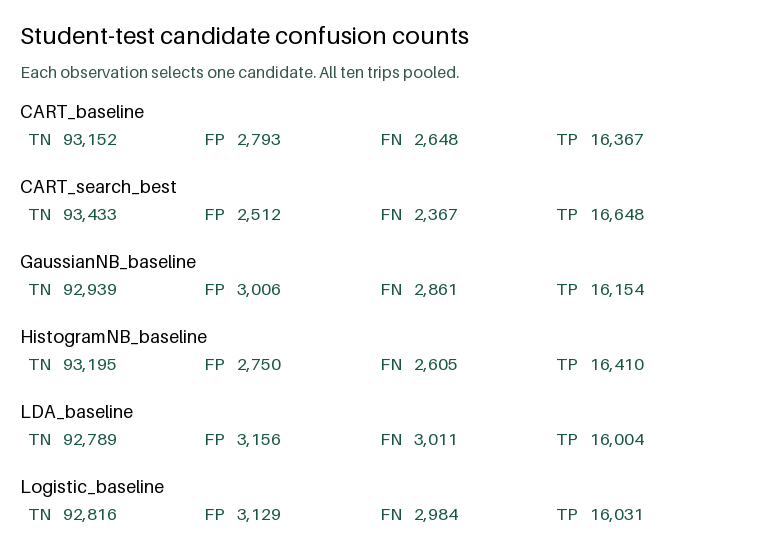 Student-test candidate confusion counts
Each observation selects one candidate. All ten trips pooled.
CART_baseline
TN 93,152 FP 2,793 FN 2,648 TP 16,367
CART_search_best
TN 93,433 FP 2,512 FN 2,367 TP 16,648
GaussianNB_baseline
TN 92,939 FP 3,006 FN 2,861 TP 16,154
HistogramNB_baseline
TN 93,195 FP 2,750 FN 2,605 TP 16,410
LDA_baseline
TN 92,789 FP 3,156 FN 3,011 TP 16,004
Logistic_baseline
TN 92,816 FP 3,129 FN 2,984 TP 16,031